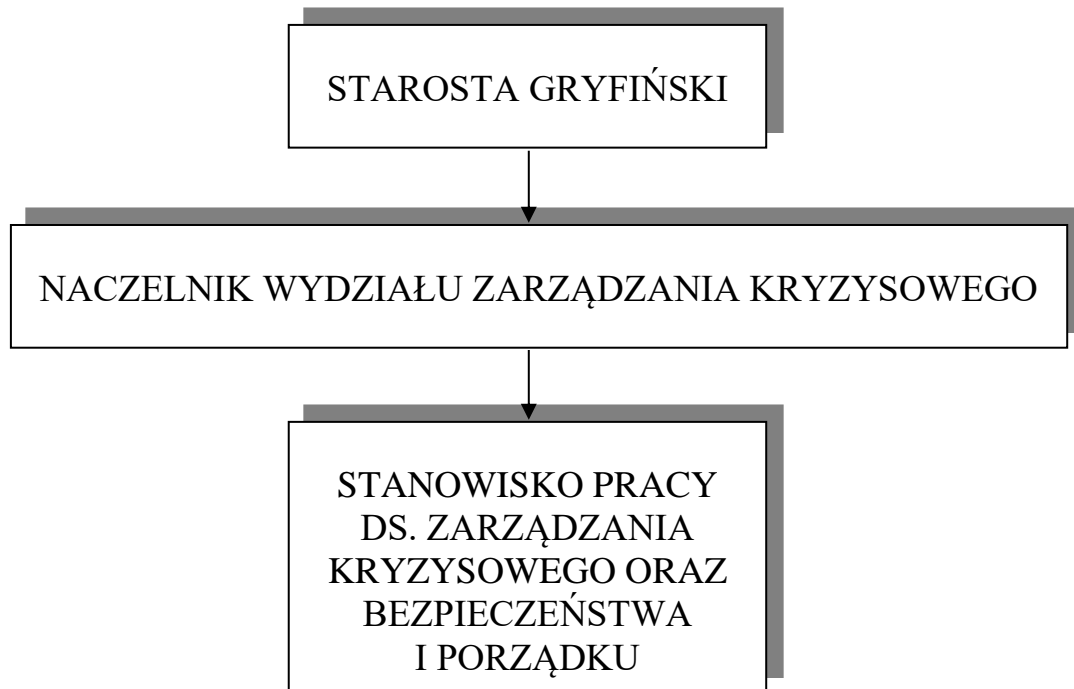 STAROSTA GRYFIŃSKI
NACZELNIK WYDZIAŁU ZARZĄDZANIA KRYZYSOWEGO
STANOWISKO PRACY
DS. ZARZĄDZANIA
KRYZYSOWEGO ORAZ
BEZPIECZEŃSTWA
I PORZĄDKU